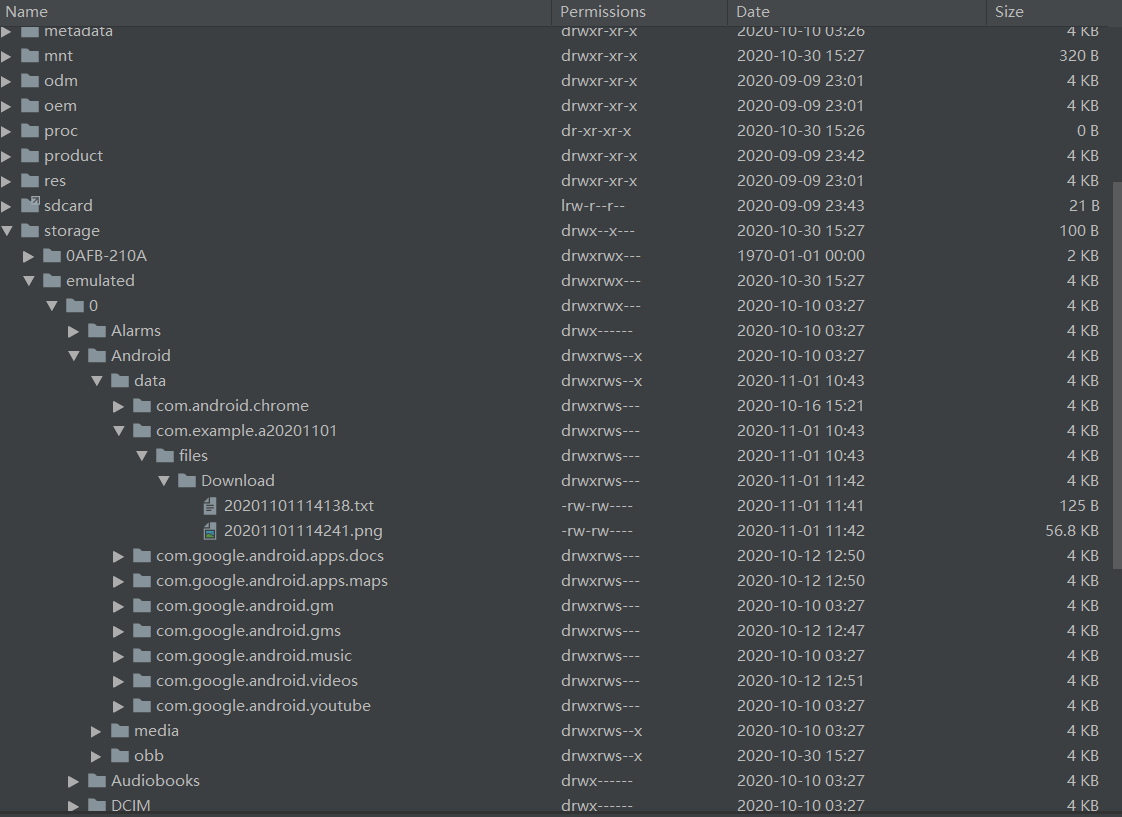 Name Permissions Date Size
metadata drwxr-xr-x 2020-10-10 03:26 4 KB
mnt drwxr-xr-x 2020-10-30 15:27 320 B
odm drwxr-xr-x 2020-09-09 23:01 4 KB
oem drwxr-xr-x 2020-09-09 23:01 4 KB
proc dr-xr-xr-x 2020-10-30 15:26 0 B
product drwxr-xr-x 2020-09-09 23:42 4 KB
res drwxr-xr-x 2020-09-09 23:01 4 KB
sdcard lrw-r--r-- 2020-09-09 23:43 21 B
storage drwx--x--- 2020-10-30 15:27 100 B
0AFB-210A drwxrwx--- 1970-01-01 00:00 2 KB
emulated drwxrwx--- 2020-10-30 15:27 4 KB
0 drwxrwx--- 2020-10-10 03:27 4 KB
Alarms drwx------ 2020-10-10 03:27 4 KB
Android drwxrws--x 2020-10-10 03:27 4 KB
data drwxrws--x 2020-11-01 10:43 4 KB
com.android.chrome drwxrws--- 2020-10-16 15:21 4 KB
com.example.a20201101 drwxrws--- 2020-11-01 10:43 4 KB
files drwxrws--- 2020-11-01 10:43 4 KB
Download drwxrws--- 2020-11-01 11:42 4 KB
20201101114138.txt -rw-rw---- 2020-11-01 11:41 125 B
20201101114241.png -rw-rw---- 2020-11-01 11:42 56.8 KB
com.google.android.apps.docs drwxrws--- 2020-10-12 12:50 4 KB
com.google.android.apps.maps drwxrws--- 2020-10-12 12:50 4 KB
com.google.android.gm drwxrws--- 2020-10-10 03:27 4 KB
com.google.android.gms drwxrws--- 2020-10-12 12:47 4 KB
com.google.android.music drwxrws--- 2020-10-10 03:27 4 KB
com.google.android.videos drwxrws--- 2020-10-12 12:51 4 KB
com.google.android.youtube drwxrws--- 2020-10-10 03:27 4 KB
media drwxrws--x 2020-10-10 03:27 4 KB
obb drwxrws--x 2020-10-30 15:27 4 KB
Audiobooks drwx------ 2020-10-10 03:27 4 KB
DCIM drwx------ 2020-10-10 03:27 4 KB